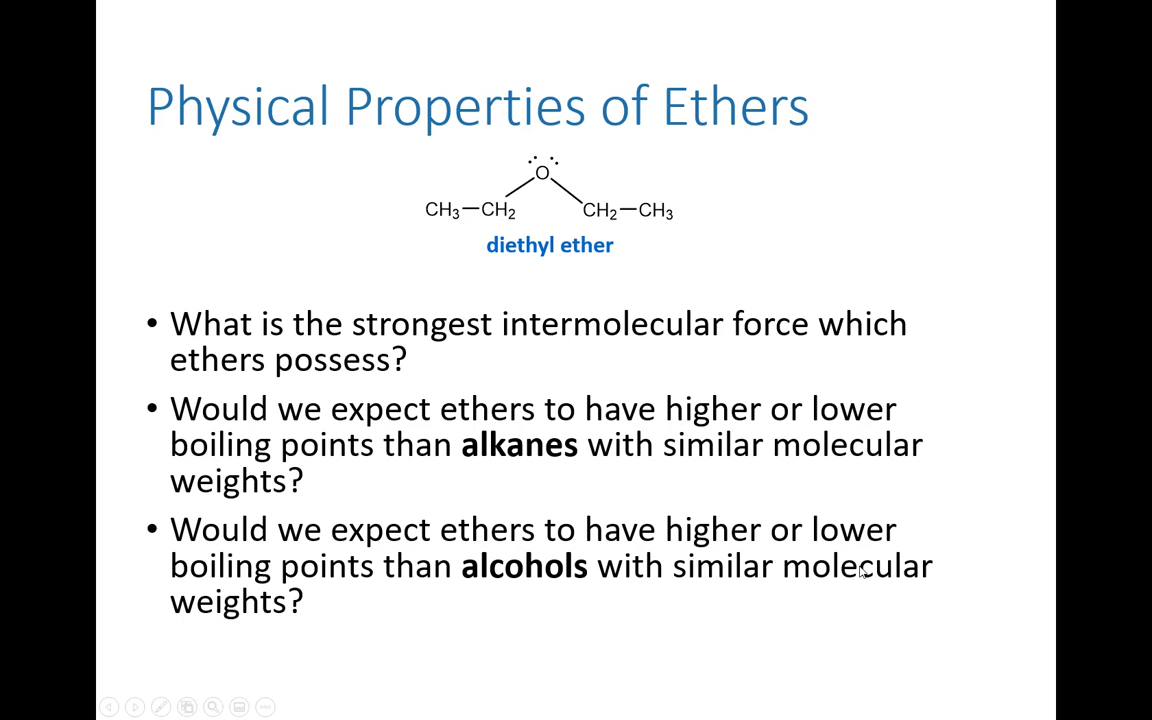 Physical Properties of Ethers
O
CH3—CH2 CH2—CH3
diethyl ether
• What is the strongest intermolecular force which
ethers possess?
• Would we expect ethers to have higher or lower
boiling points than alkanes with similar molecular
weights?
• Would we expect ethers to have higher or lower
boiling points than alcohols with similar molecular
weights?